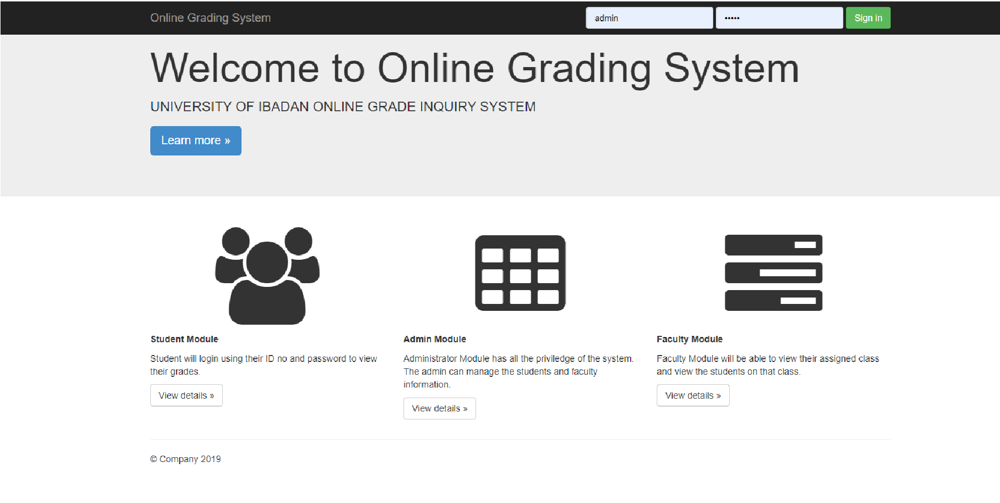 Online Grading System
admin
•••••
Sign in
Welcome to Online Grading System
UNIVERSITY OF IBADAN ONLINE GRADE INQUIRY SYSTEM
Learn more »
Student Module
Student will login using their ID no and password to view
their grades.
View details »
Admin Module
Administrator Module has all the priviledge of the system.
The admin can manage the students and faculty
information.
View details »
Faculty Module
Faculty Module will be able to view their assigned class
and view the students on that class.
View details »
© Company 2019